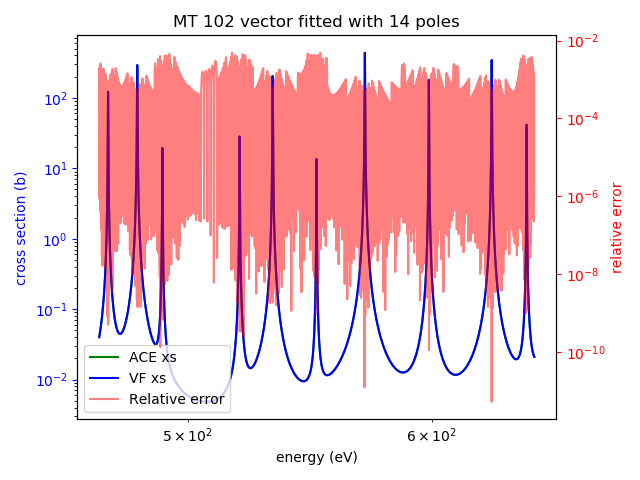 MT 102 vector fitted with 14 poles
cross section (b)
10²
10¹
10⁰
10⁻¹
10⁻²
10⁻²
10⁻⁴
10⁻⁶
10⁻⁸
10⁻¹⁰
relative error
ACE xs
VF xs
Relative error
5 × 10²
6 × 10²
energy (eV)